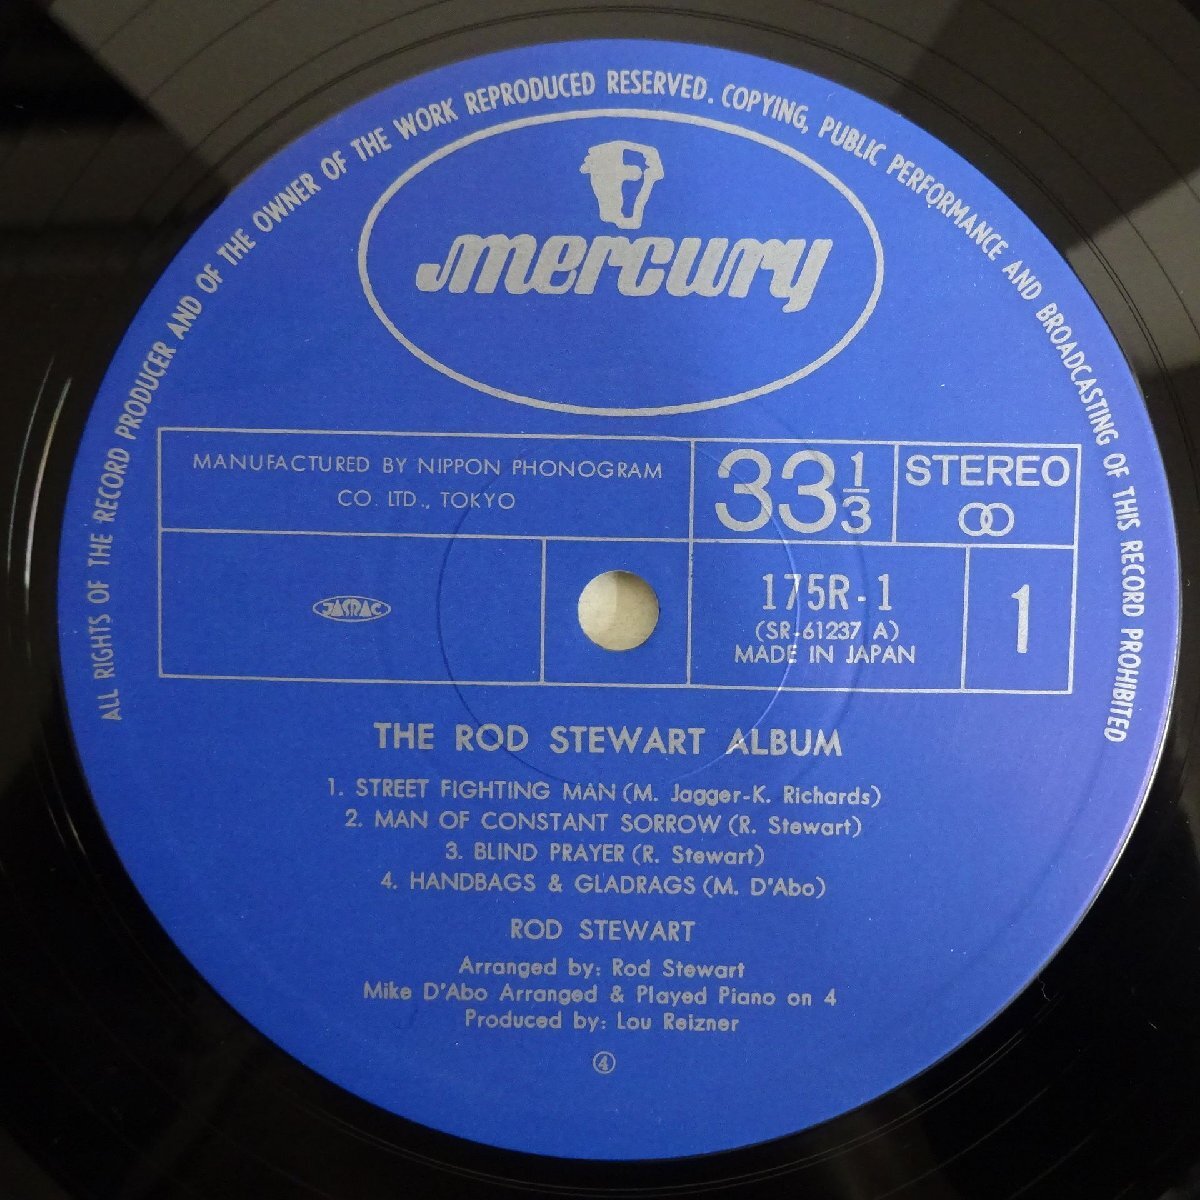 ALL RIGHTS OF THE RECORD PRODUCER AND OF THE OWNER OF THE WORK REPRODUCED RESERVED. COPYING, PUBLIC PERFORMANCE AND BROADCASTING OF THIS RECORD PROHIBITED
mercury
MANUFACTURED BY NIPPON PHONOGRAM
CO. LTD., TOKYO
33 1/3
STEREO
JASRAC
175R-1
(SR-61237 A)
MADE IN JAPAN
1
THE ROD STEWART ALBUM
1. STREET FIGHTING MAN (M. Jagger-K. Richards)
2. MAN OF CONSTANT SORROW (R. Stewart)
3. BLIND PRAYER (R. Stewart)
4. HANDBAGS & GLADRAGS (M. D'Abo)
ROD STEWART
Arranged by: Rod Stewart
Mike D'Abo Arranged & Played Piano on 4
Produced by: Lou Reizner
④